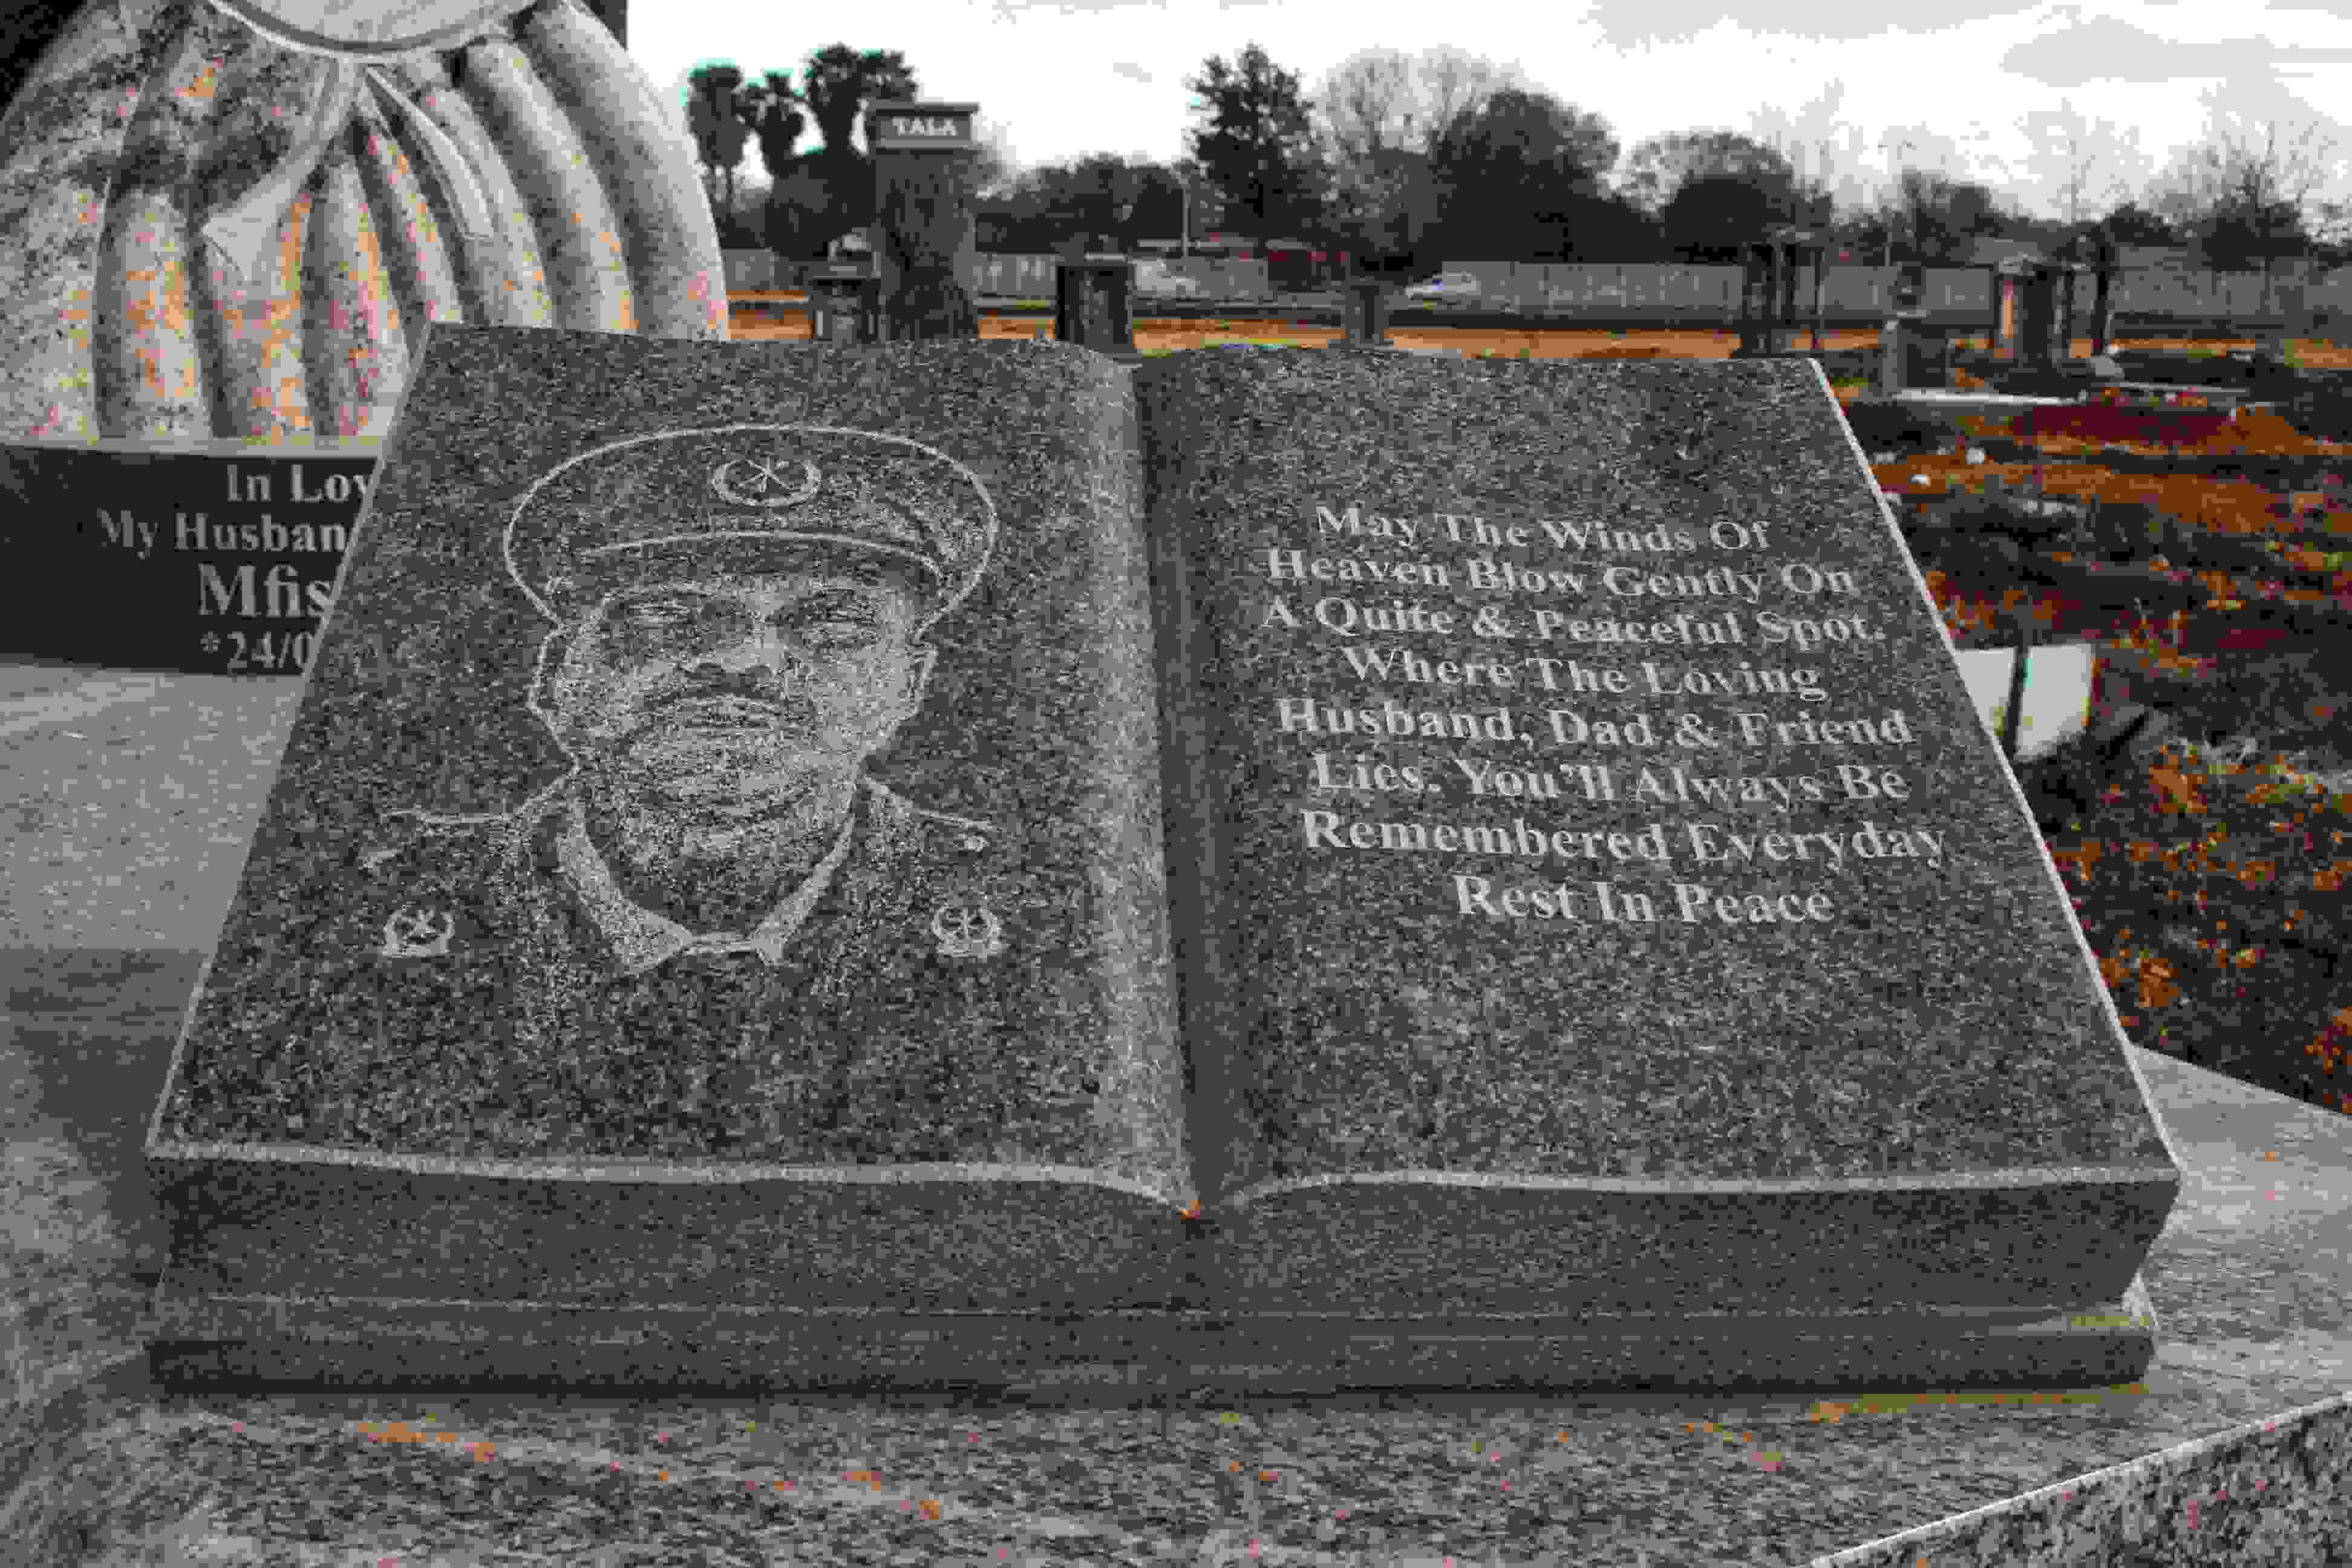 TALA
In Lov
My Husban
Mfis
*24/0
May The Winds Of
Heaven Blow Gently On
A Quite & Peaceful Spot.
Where The Loving
Husband, Dad & Friend
Lies. You'll Always Be
Remembered Everyday
Rest In Peace